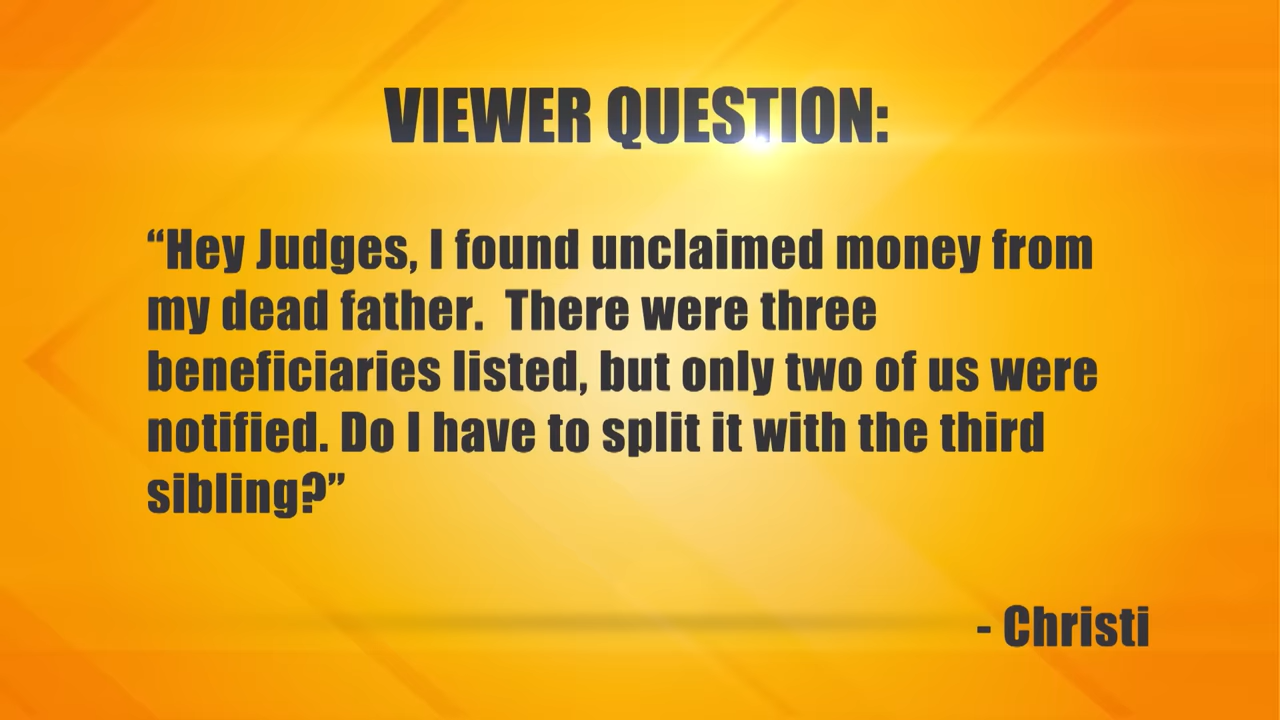 VIEWER QUESTION:
“Hey Judges, I found unclaimed money from
my dead father.  There were three
beneficiaries listed, but only two of us were
notified. Do I have to split it with the third
sibling?”
- Christi